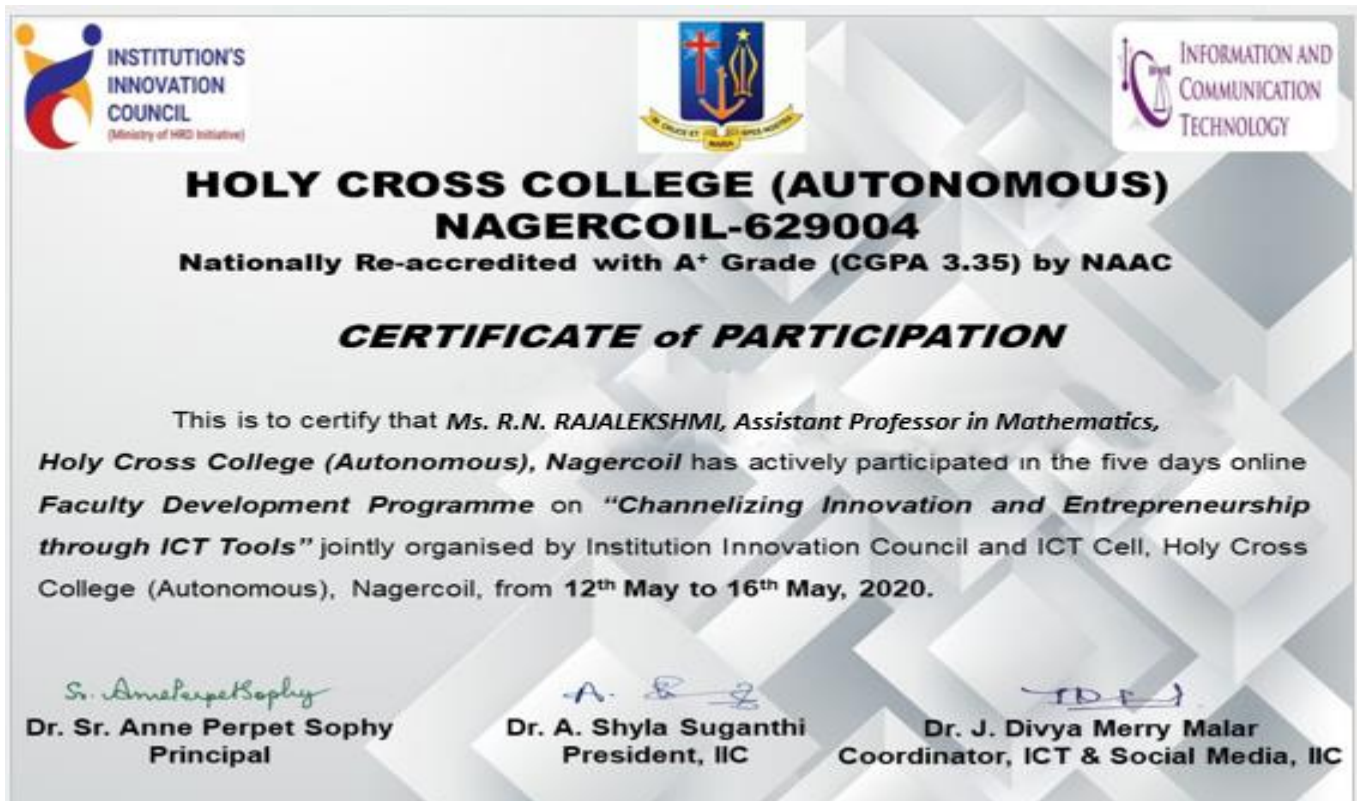 INSTITUTION'S
INNOVATION
COUNCIL
(Ministry of HRD Initiative)
INFORMATION AND
COMMUNICATION
TECHNOLOGY
HOLY CROSS COLLEGE (AUTONOMOUS)
NAGERCOIL-629004
Nationally Re-accredited with A⁺ Grade (CGPA 3.35) by NAAC
CERTIFICATE of PARTICIPATION
This is to certify that Ms. R.N. RAJALEKSHMI, Assistant Professor in Mathematics,
Holy Cross College (Autonomous), Nagercoil has actively participated in the five days online
Faculty Development Programme on “Channelizing Innovation and Entrepreneurship
through ICT Tools” jointly organised by Institution Innovation Council and ICT Cell, Holy Cross
College (Autonomous), Nagercoil, from 12th May to 16th May, 2020.
Sr. Anne Perpet Sophy
Dr. Sr. Anne Perpet Sophy
Principal
Dr. A. Shyla Suganthi
President, IIC
Dr. J. Divya Merry Malar
Coordinator, ICT & Social Media, IIC